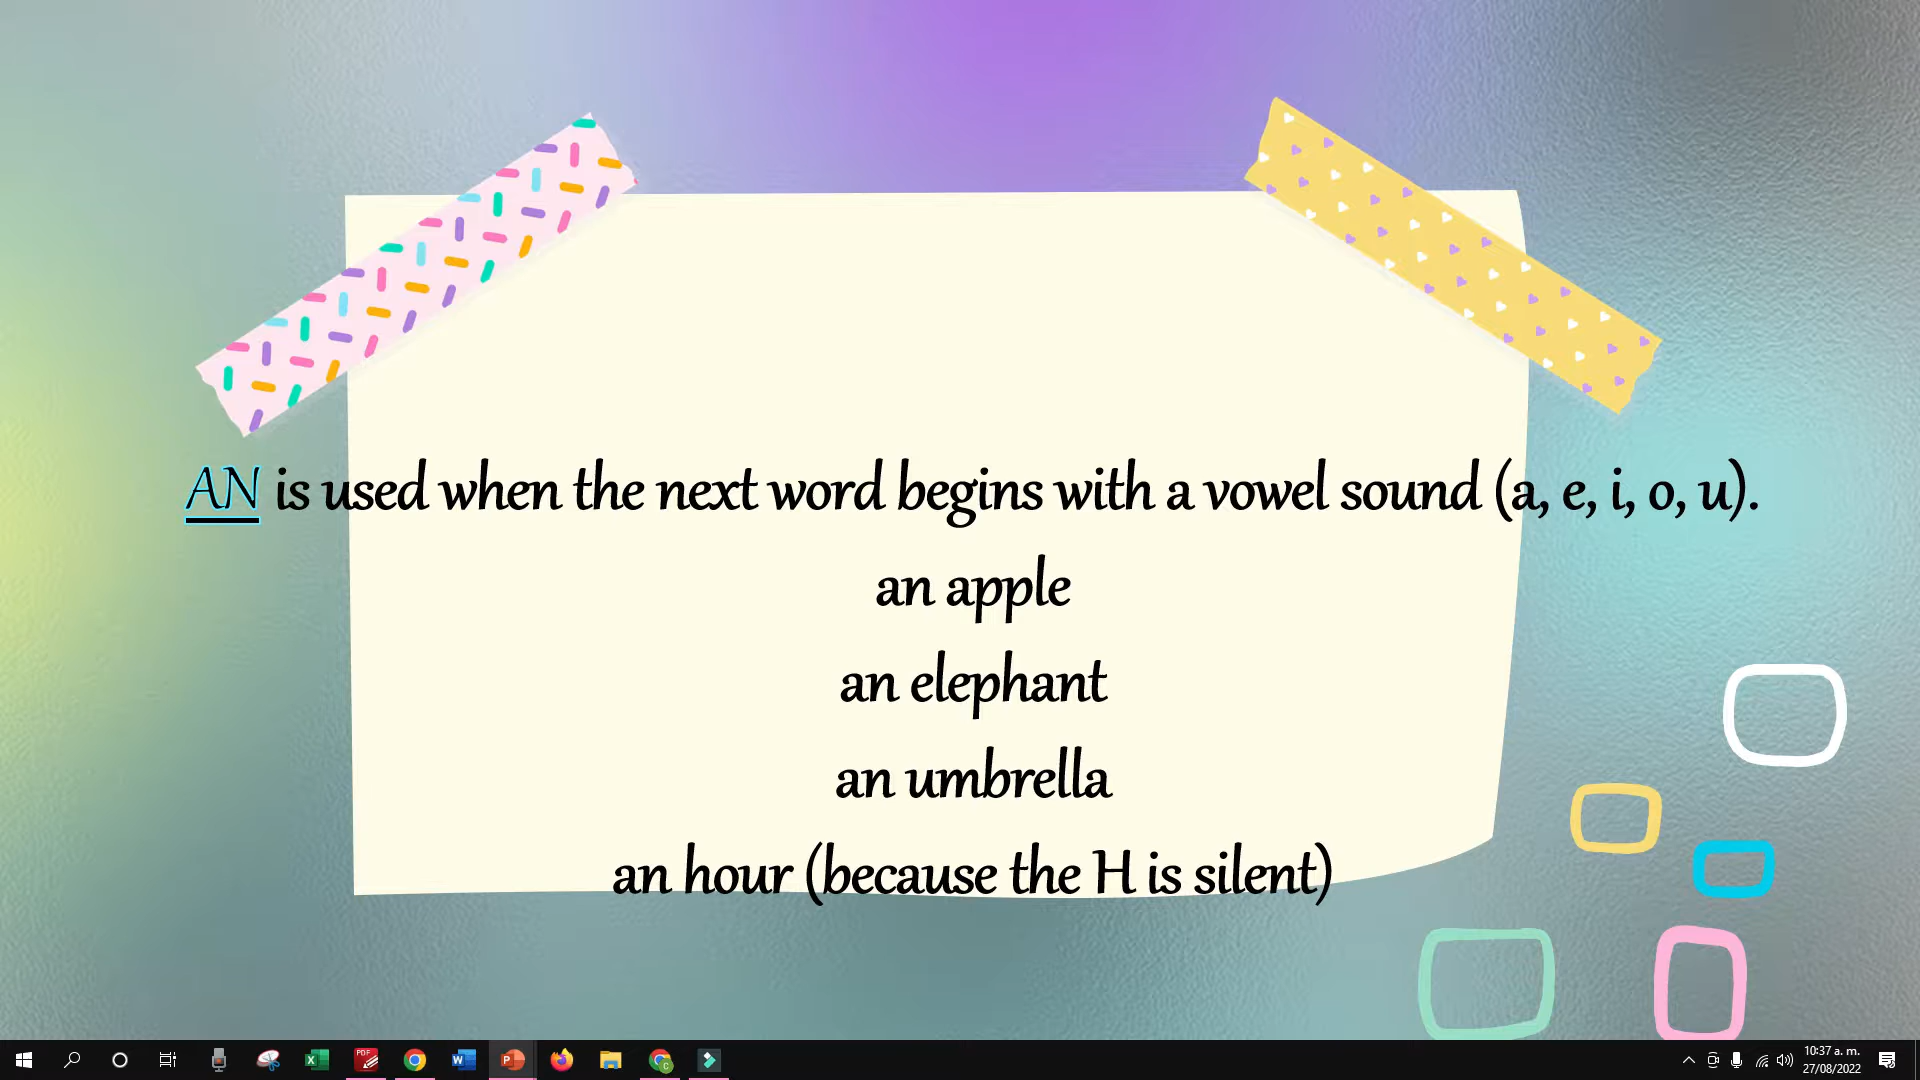 AN is used when the next word begins with a vowel sound (a, e, i, o, u).
an apple
an elephant
an umbrella
an hour (because the H is silent)
10:37 a. m.
27/08/2022